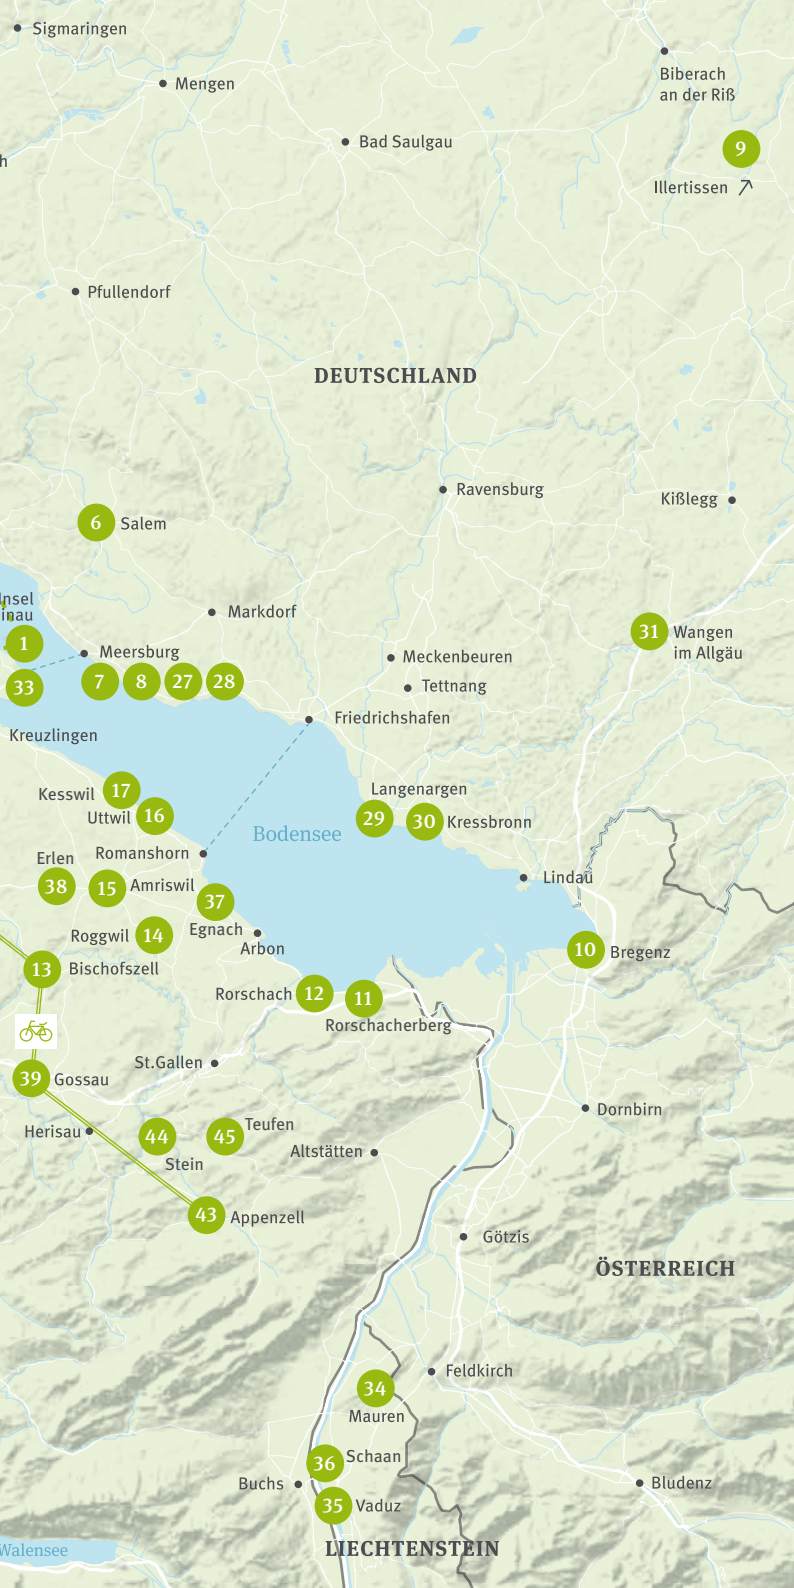 Sigmaringen
Biberach
an der Riß
Mengen
Bad Saulgau
9
h
Illertissen
Pfullendorf
DEUTSCHLAND
Ravensburg
Kißlegg
6
Salem
Insel
inau
Markdorf
31
Wangen
im Allgäu
1
Meersburg
Meckenbeuren
7
8
27
28
33
Tettnang
Friedrichshafen
Kreuzlingen
Langenargen
Kesswil
17
Uttwil
16
29
30
Kressbronn
Bodensee
Romanshorn
Erlen
38
15
Amriswil
Lindau
37
Egnach
Roggwil
14
Arbon
10
Bregenz
13
Bischofszell
Rorschach
12
11
Rorschacherberg
St.Gallen
39
Gossau
Dornbirn
Herisau
44
45
Teufen
Stein
Altstätten
43
Appenzell
Götzis
ÖSTERREICH
Feldkirch
34
Mauren
36
Schaan
Buchs
Bludenz
35
Vaduz
LIECHTENSTEIN
Walensee